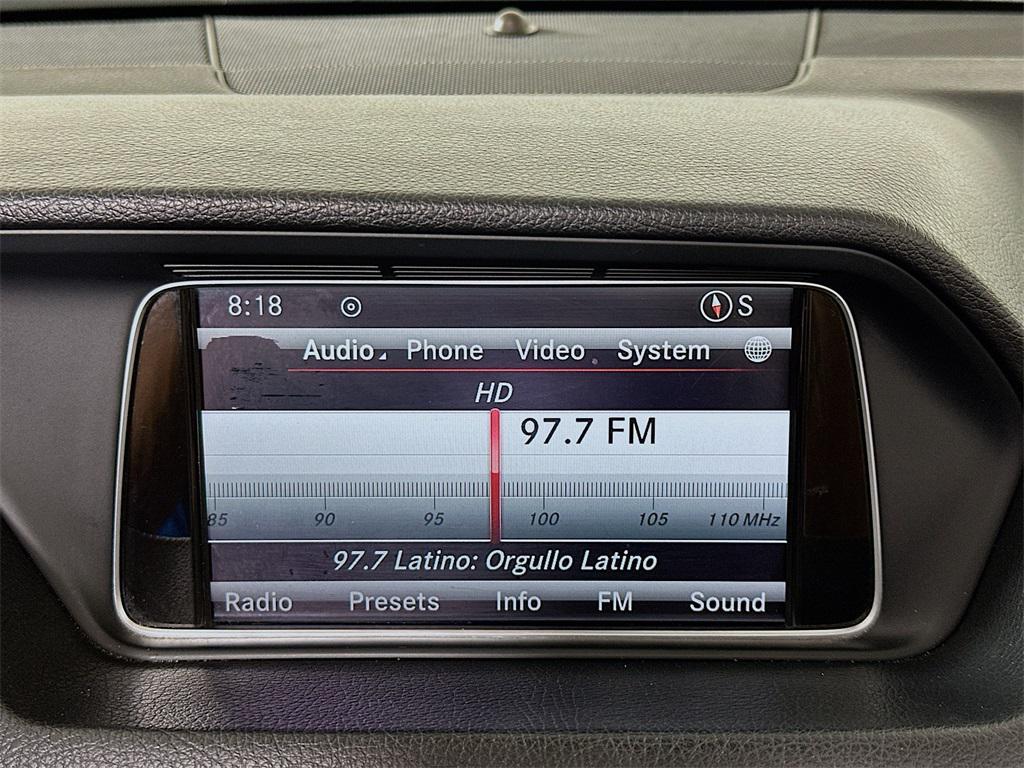 8:18 S
Audio Phone Video System
HD
97.7 FM
85 90 95 100 105 110 MHz
97.7 Latino: Orgullo Latino
Radio Presets Info FM Sound